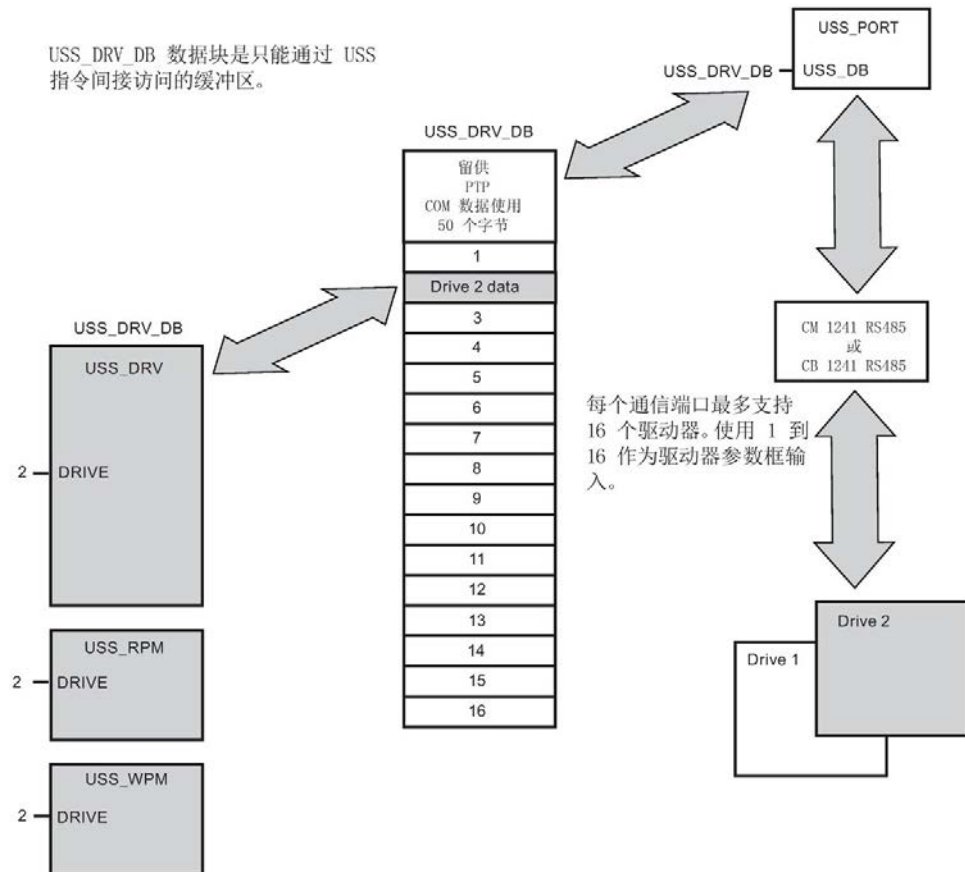 USS_DRV_DB 数据块是只能通过 USS
指令间接访问的缓冲区。
USS_PORT
USS_DRV_DB
USS_DB
USS_DRV_DB
留供
PTP
COM 数据使用
50 个字节
1
Drive 2 data
3
4
5
6
7
8
9
10
11
12
13
14
15
16
USS_DRV_DB
USS_DRV
2
DRIVE
USS_RPM
2
DRIVE
USS_WPM
2
DRIVE
CM 1241 RS485
或
CB 1241 RS485
每个通信端口最多支持
16 个驱动器。使用 1 到
16 作为驱动器参数框输
入。
Drive 2
Drive 1